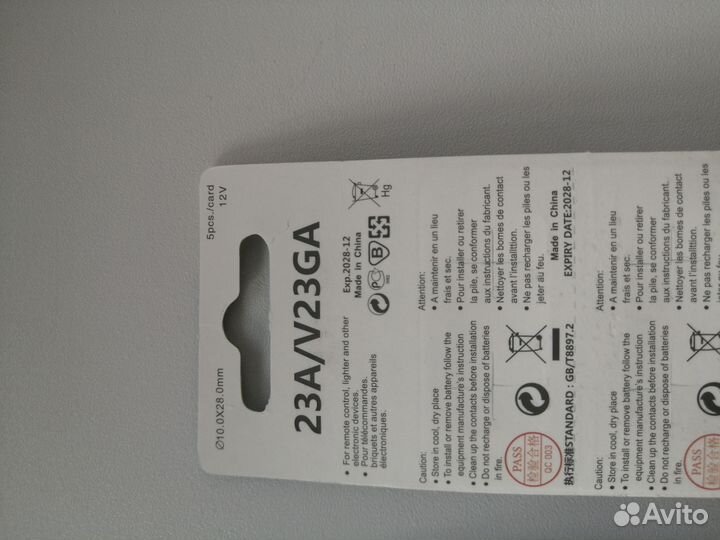 ⌀10.0X28.0mm
5pcs./card
12V
23A/V23GA
• For remote control, lighter and other
electronic devices.
• Pour télécommandes,
briquets et autres appareils
électroniques.
Exp.2028-12
Made in China
Hg
PC
B
Caution:
• Store in cool, dry place
• To install or remove battery follow the
equipment manufacture's instruction
• Clean up the contacts before installation
• Do not recharge or dispose of batteries
in fire.
Attention:
• A maintenir en un lieu
frais et sec.
• Pour installer ou retirer
la pile, se conformer
aux instructions du fabricant.
• Nettoyer les bornes de contact
avant l'installtition.
• Ne pas recharger les piles ou les
jeter au feu.
PASS
检验合格
QC 003
执行标准STANDARD : GB/T8897.2
Made in China
EXPIRY DATE:2028-12
Caution:
• Store in cool, dry place
• To install or remove battery follow the
equipment manufacture's instruction
• Clean up the contacts before installation
• Do not recharge or dispose of batteries
in fire.
Attention:
• A maintenir en un lieu
frais et sec.
• Pour installer ou retirer
la pile, se conformer
aux instructions du fabricant.
• Nettoyer les bornes de contact
avant l'installtition.
• Ne pas recharger les piles ou les
PASS
检验合格
Avito